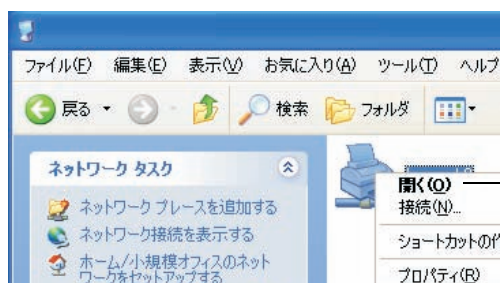 ファイル(F) 編集(E) 表示(V) お気に入り(A) ツール(T) ヘルプ
戻る 検索 フォルダ
ネットワーク タスク
ネットワーク プレースを追加する
ネットワーク接続を表示する
ホーム/小規模オフィスのネット
ワークをセットアップする
開く(O)
接続(N)...
ショートカットの
プロパティ(R)